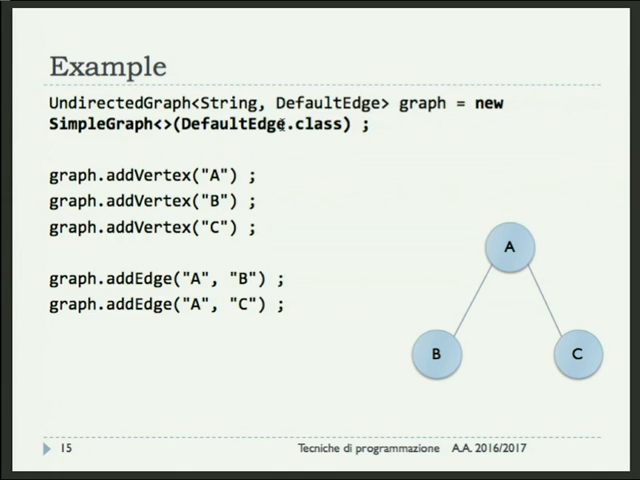 Example
UndirectedGraph<String, DefaultEdge> graph = new
SimpleGraph<>(DefaultEdge.class) ;
graph.addVertex("A") ;
graph.addVertex("B") ;
graph.addVertex("C") ;
graph.addEdge("A", "B") ;
graph.addEdge("A", "C") ;
A
B
C
15
Tecniche di programmazione A.A. 2016/2017